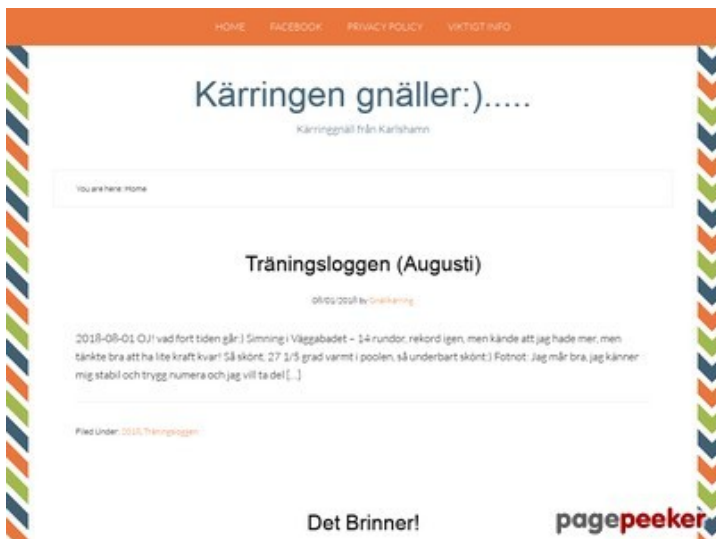 HOME FACEBOOK PRIVACY POLICY VIKTIGT INFO
Kärringen gnäller:).....
Kärringgnäll från Karlshamn
You are here: Home
Träningsloggen (Augusti)
08/01/2018 by Gnällkärring
2018-08-01 OJ! vad fort tiden går:) Simning i Väggabadet – 14 rundor, rekord igen, men kände att jag hade mer, men
tänkte bra att ha lite kraft kvar! Så skönt, 27 1/5 grad varmt i poolen, så underbart skönt:) Fotnot: Jag mår bra, jag känner
mig stabil och trygg numera och jag vill ta del [...]
Filed Under: 2018, Träningsloggen
Det Brinner!
pagepeeker